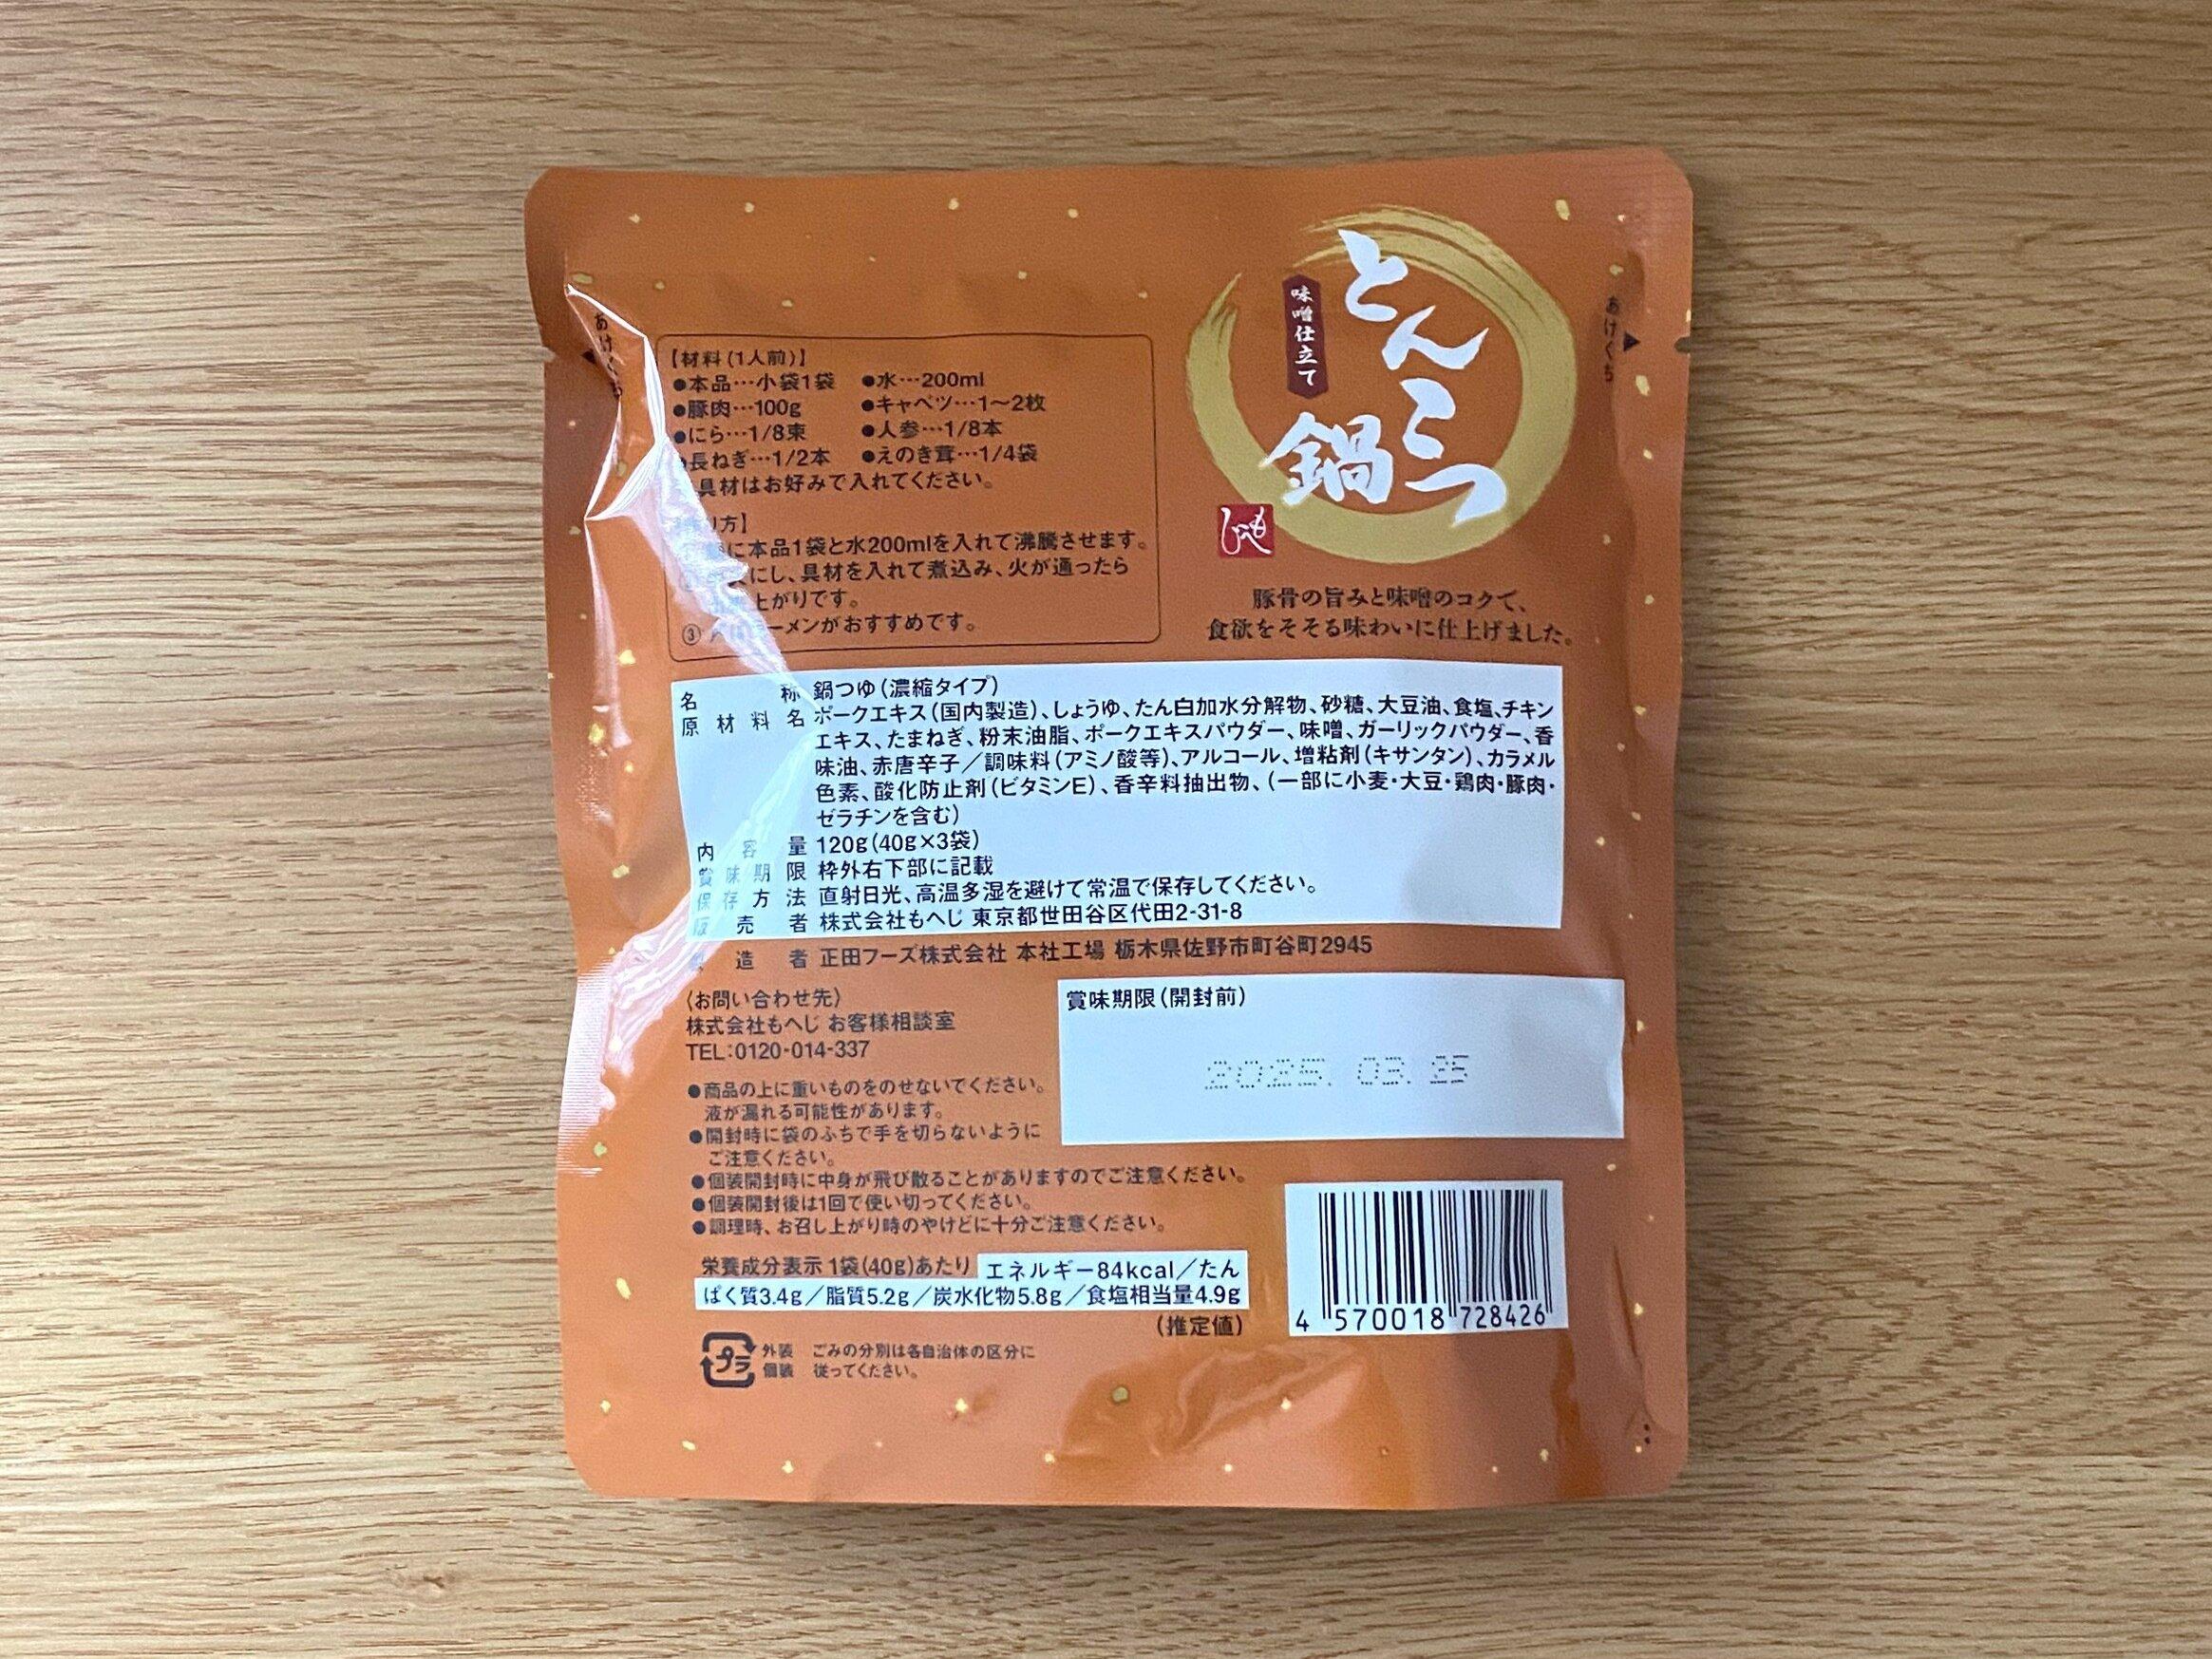 あけくち
あけくち
とんこつ鍋
味噌仕立て
もへじ
豚骨の旨みと味噌のコクで、
食欲をそそる味わいに仕上げました。
【材料(1人前)】
●本品…小袋1袋 ●水…200ml
●豚肉…100g ●キャベツ…1〜2枚
●にら…1/8束 ●人参…1/8本
●長ねぎ…1/2本 ●えのき茸…1/4袋
具材はお好みで入れてください。
り方】
に本品1袋と水200mlを入れて沸騰させます。
にし、具材を入れて煮込み、火が通ったら
上がりです。
③ ーメンがおすすめです。
名称 鍋つゆ(濃縮タイプ)
原材料名 ポークエキス(国内製造)、しょうゆ、たん白加水分解物、砂糖、大豆油、食塩、チキン
エキス、たまねぎ、粉末油脂、ポークエキスパウダー、味噌、ガーリックパウダー、香
味油、赤唐辛子/調味料(アミノ酸等)、アルコール、増粘剤(キサンタン)、カラメル
色素、酸化防止剤(ビタミンE)、香辛料抽出物、(一部に小麦・大豆・鶏肉・豚肉・
ゼラチンを含む)
内容量 120g(40g×3袋)
賞味期限 枠外右下部に記載
保存方法 直射日光、高温多湿を避けて常温で保存してください。
販売者 株式会社もへじ 東京都世田谷区代田2-31-8
造者 正田フーズ株式会社 本社工場 栃木県佐野市町谷町2945
〈お問い合わせ先〉
株式会社もへじ お客様相談室
TEL:0120-014-337
賞味期限(開封前)
2025. 03. 25
●商品の上に重いものをのせないでください。
液が漏れる可能性があります。
●開封時に袋のふちで手を切らないように
ご注意ください。
●個装開封時に中身が飛び散ることがありますのでご注意ください。
●個装開封後は1回で使い切ってください。
●調理時、お召し上がり時のやけどに十分ご注意ください。
栄養成分表示 1袋(40g)あたり エネルギー84kcal/たん
ぱく質3.4g/脂質5.2g/炭水化物5.8g/食塩相当量4.9g
(推定値)
4 570018 728426
プラ 外装 ごみの分別は各自治体の区分に
個装 従ってください。